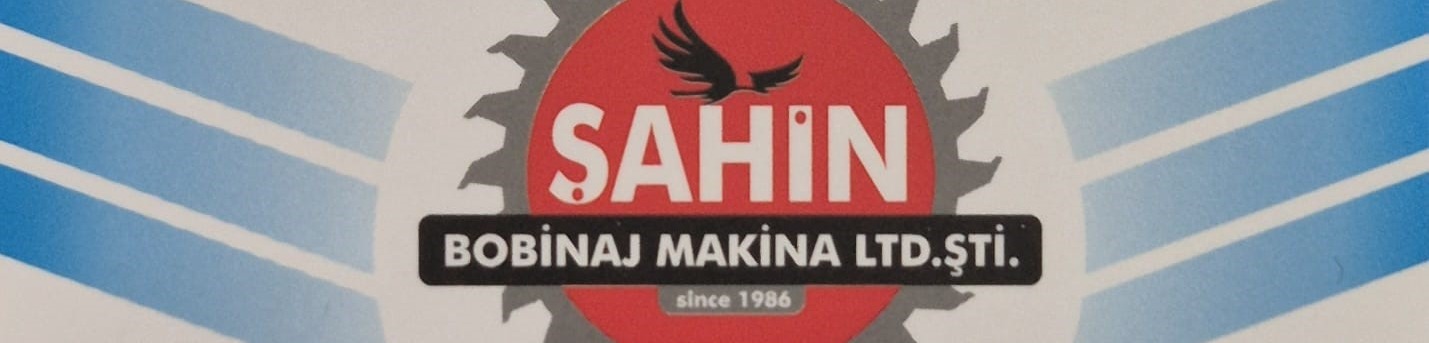 ŞAHİN
BOBİNAJ MAKİNA LTD.ŞTİ.
since 1986